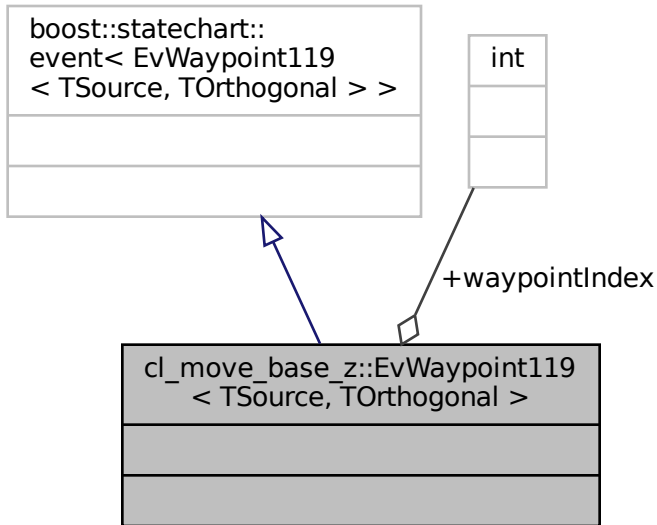 boost::statechart::
event< EvWaypoint119
< TSource, TOrthogonal > >
int
+waypointIndex
cl_move_base_z::EvWaypoint119
< TSource, TOrthogonal >